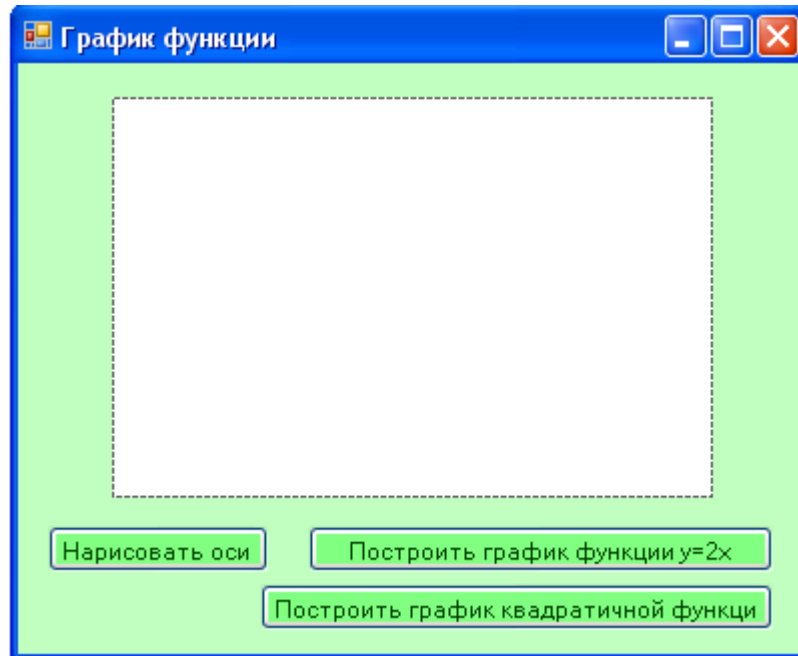 График функции
Нарисовать оси
Построить график функции y=2x
Построить график квадратичной функци